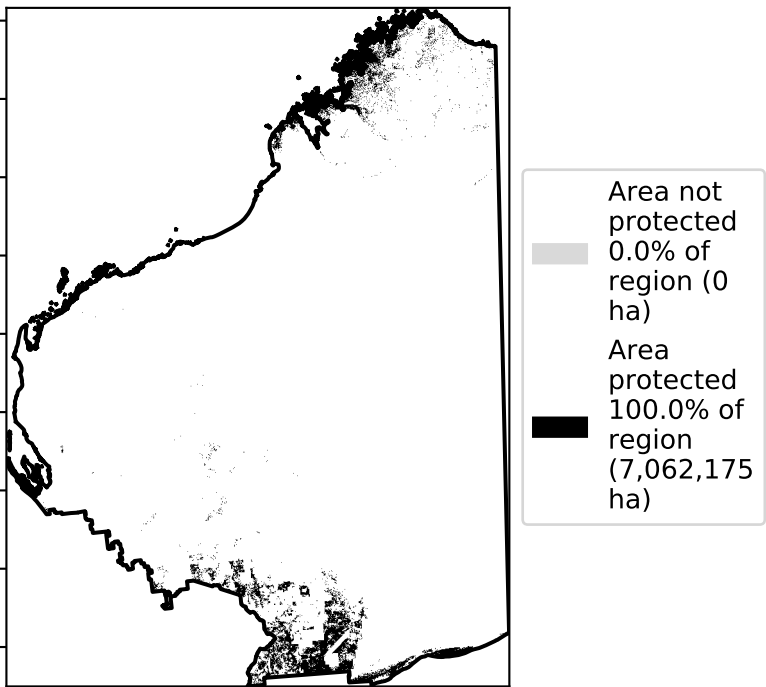 Area not
protected
0.0% of
region (0
ha)
Area
protected
100.0% of
region
(7,062,175
ha)